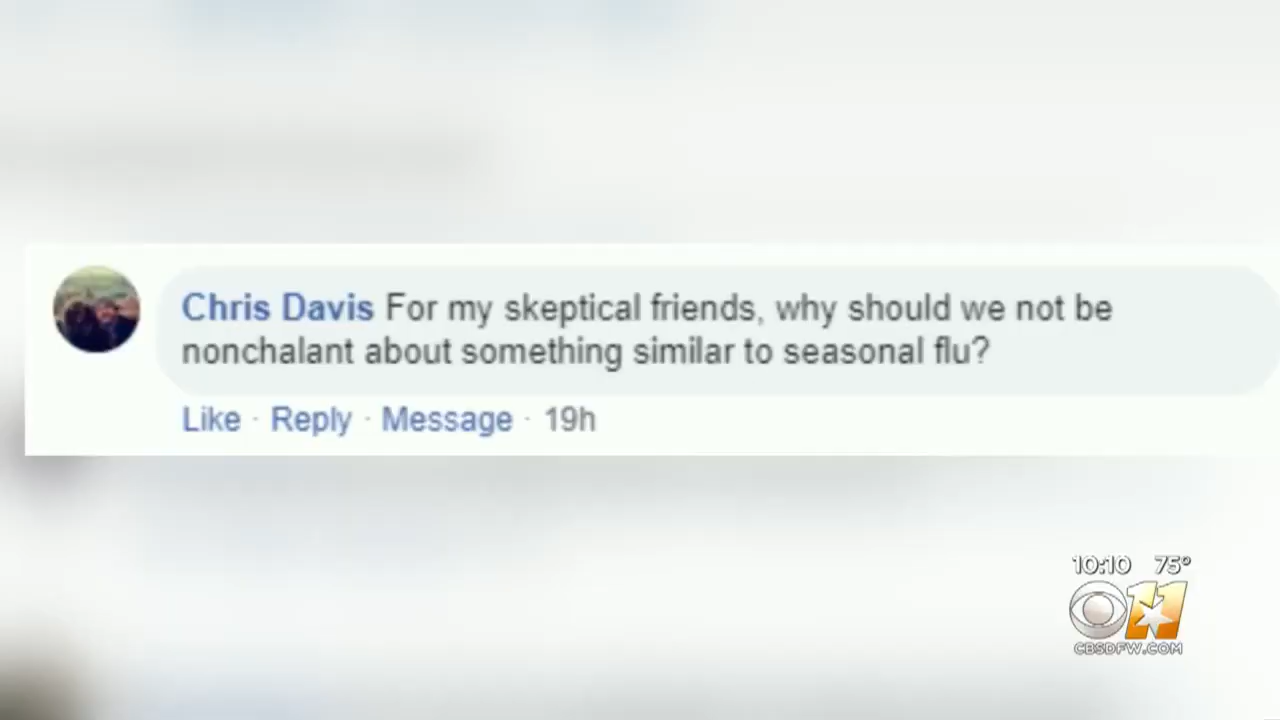 Chris Davis For my skeptical friends, why should we not be
nonchalant about something similar to seasonal flu?
Like · Reply · Message · 19h
10:10 75°
11
CBSDFW.COM